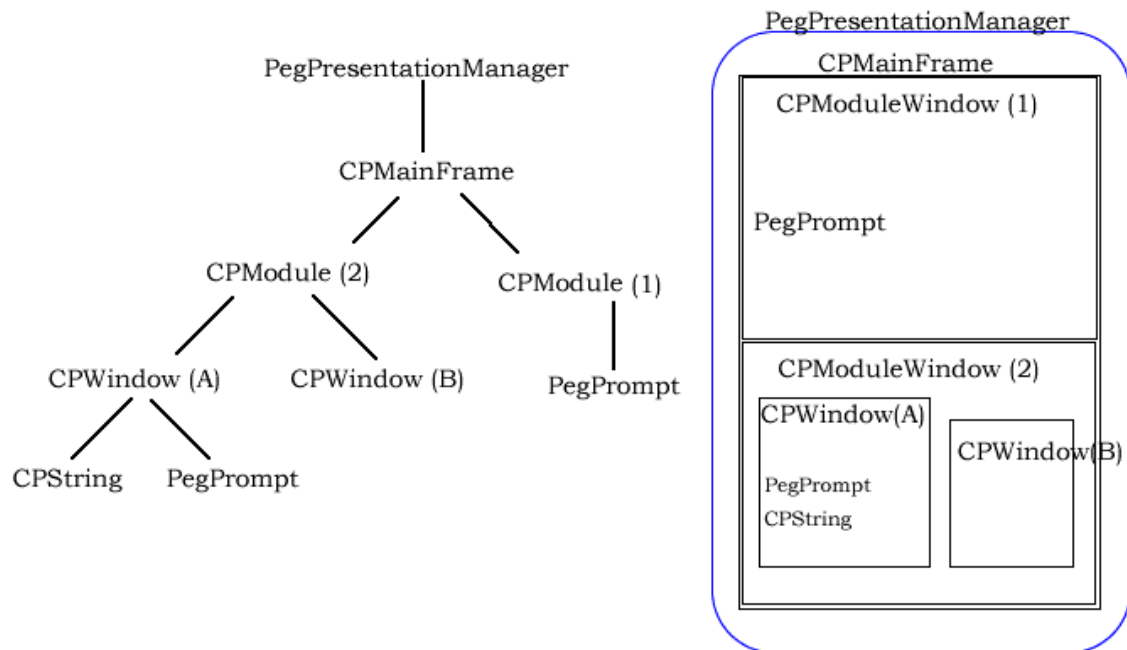 PegPresentationManager
CPMainFrame
CPModule (2)
CPModule (1)
CPWindow (A)
CPWindow (B)
PegPrompt
CPString
PegPrompt
PegPresentationManager
CPMainFrame
CPModuleWindow (1)
PegPrompt
CPModuleWindow (2)
CPWindow(A)
CPWindow(B)
PegPrompt
CPString